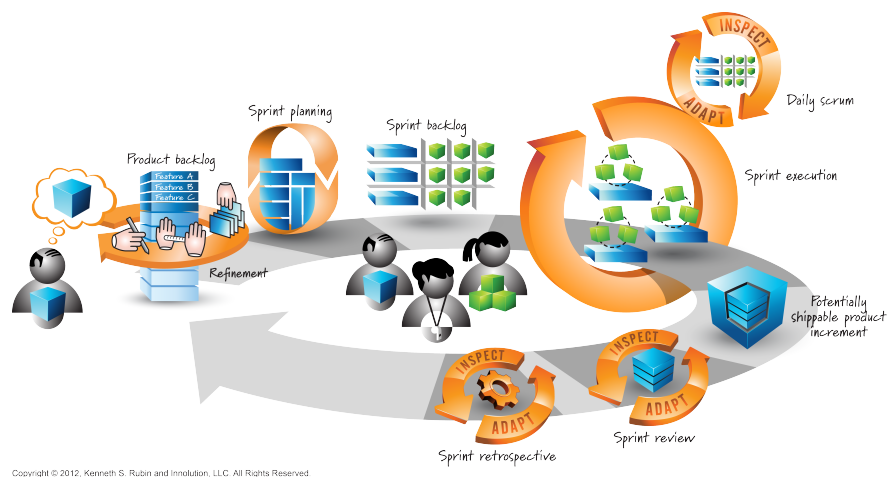 INSPECT
ADAPT
Daily scrum
Sprint planning
Sprint backlog
Product backlog
Feature A
Feature B
Feature C
Sprint execution
Refinement
Potentially
shippable product
increment
INSPECT
ADAPT
Sprint review
INSPECT
ADAPT
Sprint retrospective
Copyright © 2012, Kenneth S. Rubin and Innolution, LLC. All Rights Reserved.